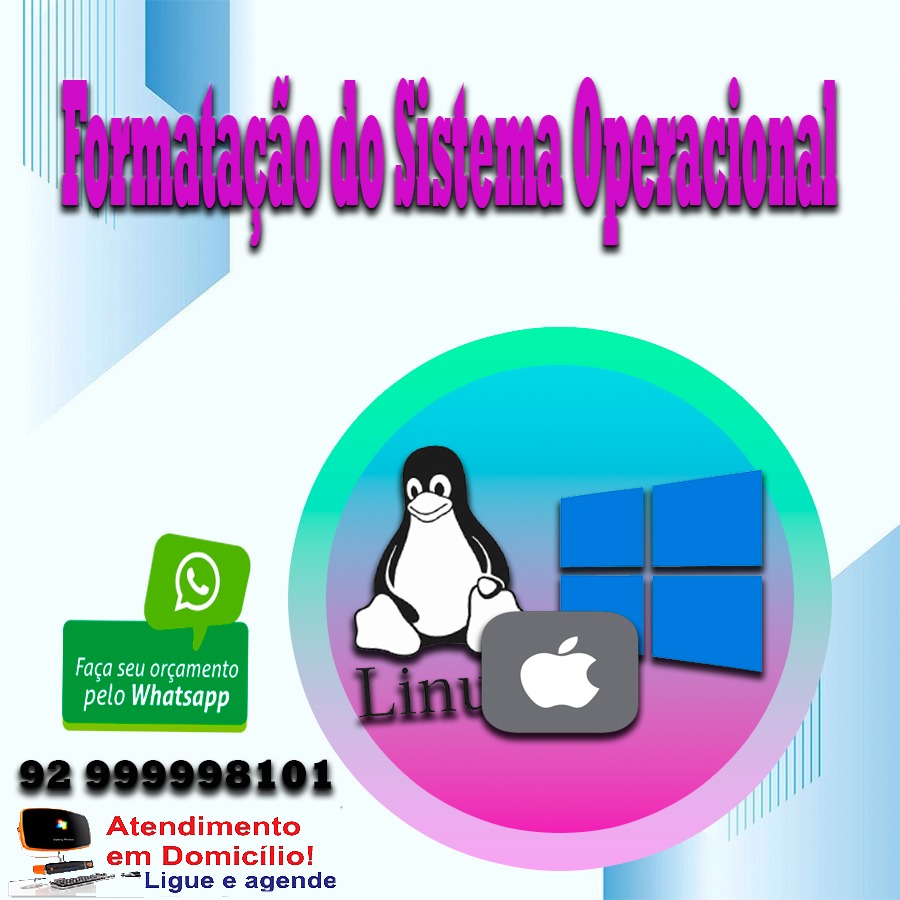 Formatação do Sistema Operacional
Linu
Faça seu orçamento
pelo Whatsapp
92 999998101
Atendimento
em Domicílio!
Ligue e agende